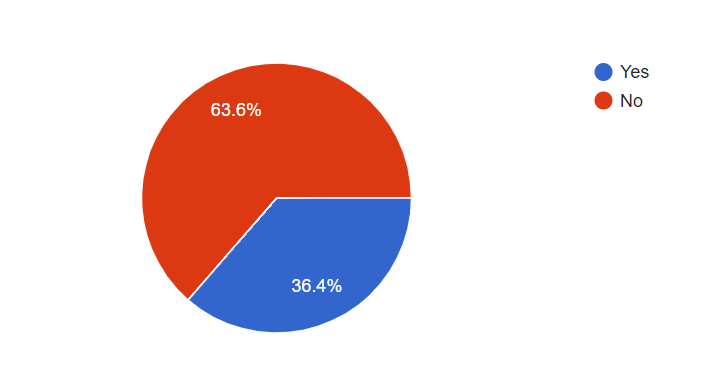 Yes
No
63.6%
36.4%